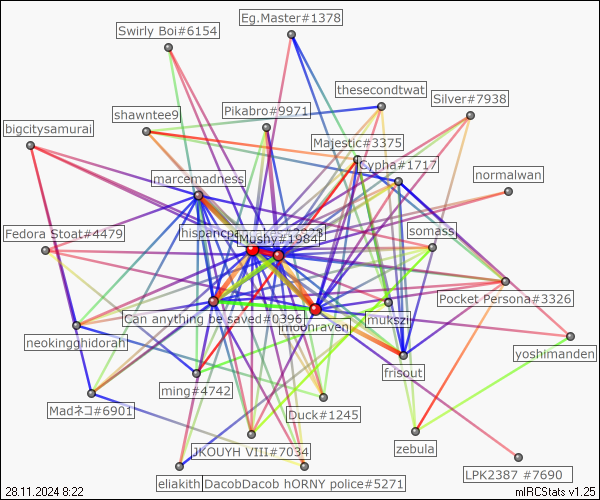 Eg.Master#1378
Swirly Boi#6154
thesecondtwat
Silver#7938
Pikabro#9971
shawntee9
bigcitysamurai
Majestic#3375
Cypha#1717
normalwan
marcemadness
Fedora Stoat#4479
somass
Mushy#1984
Pocket Persona#3326
Can anything be saved#0396
mukszi
moonraven
neokingghidorah
yoshimanden
frisout
ming#4742
Madネコ#6901
Duck#1245
zebula
JKOUYH VIII#7034
LPK2387 #7690
eliakith
DacobDacob hORNY police#5271
28.11.2024 8:22
mIRCStats v1.25